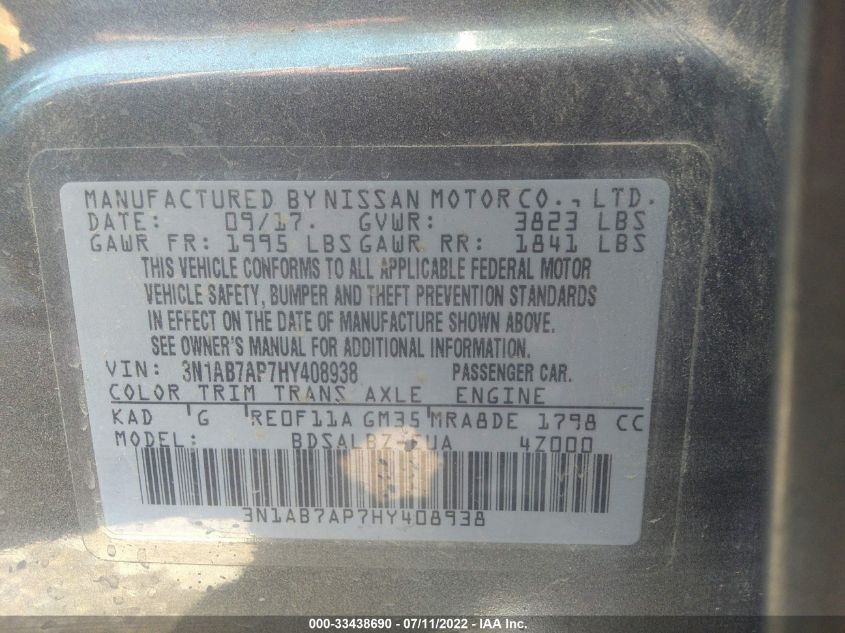 MANUFACTURED BY NISSAN MOTOR CO., LTD.
DATE: 09/17. GVWR: 3823 LBS
GAWR FR: 1995 LBS GAWR RR: 1841 LBS
THIS VEHICLE CONFORMS TO ALL APPLICABLE FEDERAL MOTOR
VEHICLE SAFETY, BUMPER AND THEFT PREVENTION STANDARDS
IN EFFECT ON THE DATE OF MANUFACTURE SHOWN ABOVE.
SEE OWNER'S MANUAL FOR ADDITIONAL INFORMATION.
VIN: 3N1AB7AP7HY408938 PASSENGER CAR.
COLOR TRIM TRANS AXLE ENGINE
KAD G RE0F11A GM35 MRA8DE 1798 CC
MODEL: 4Z000
3N1AB7AP7HY408938
000-33438690 - 07/11/2022 - IAA Inc.